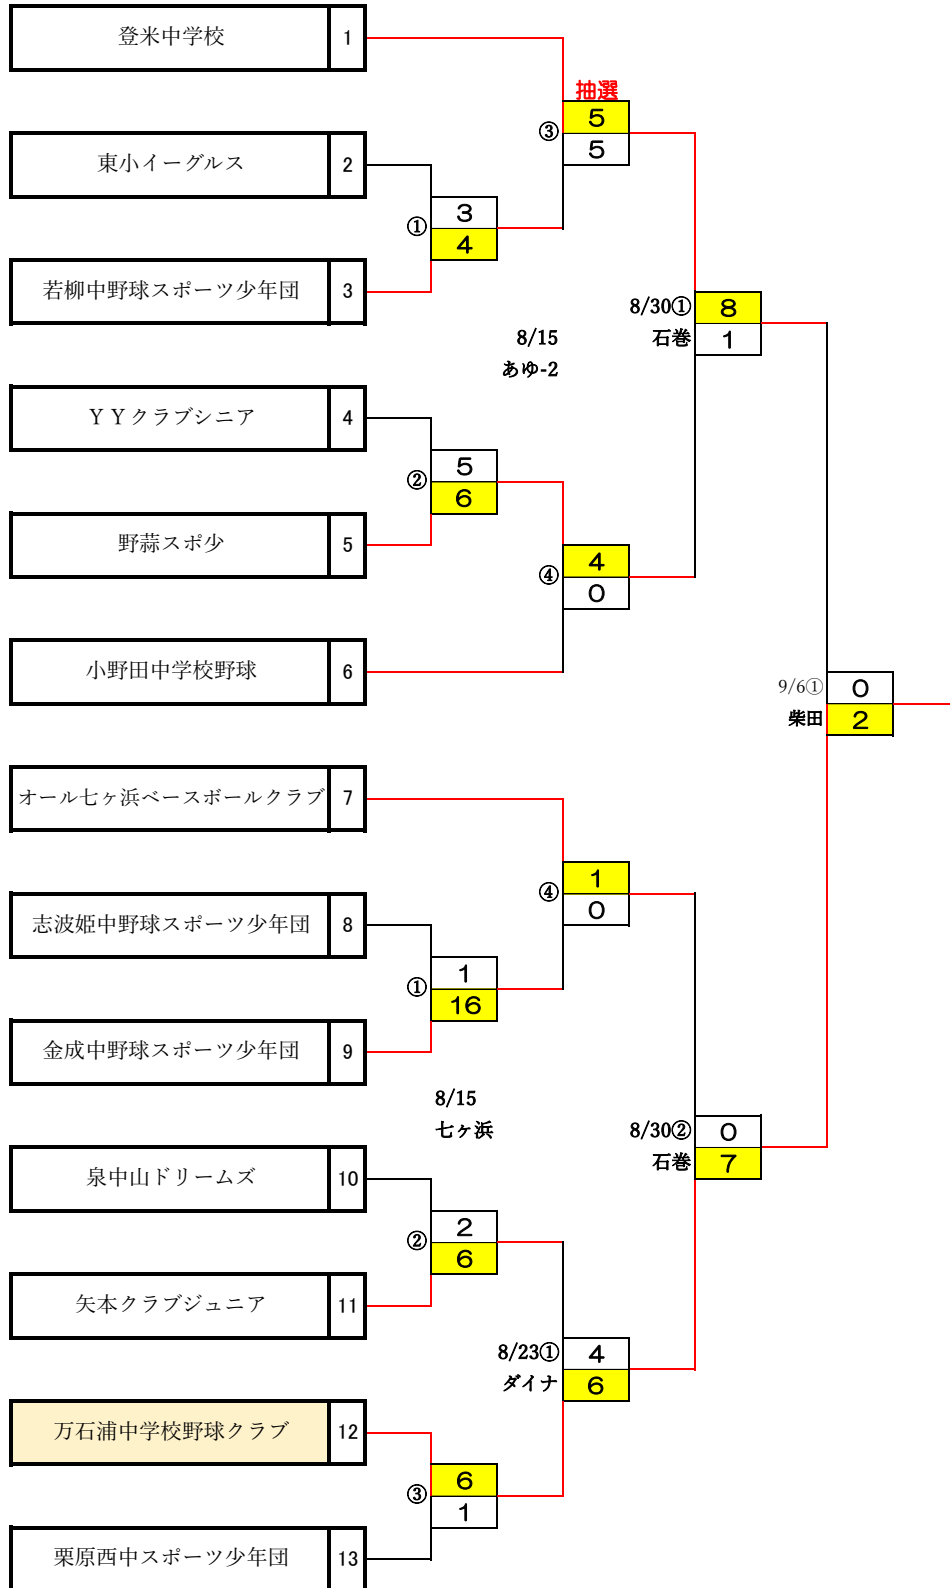 登米中学校 1
抽選
5
③
5
東小イーグルス 2
3
①
4
若柳中野球スポーツ少年団 3
8/30① 8
石巻 1
8/15
あゆ-2
ＹＹクラブシニア 4
5
②
6
野蒜スポ少 5
4
④
0
小野田中学校野球 6
9/6① 0
柴田 2
オール七ヶ浜ベースボールクラブ 7
1
④
0
志波姫中野球スポーツ少年団 8
1
①
16
金成中野球スポーツ少年団 9
8/15
七ヶ浜
8/30② 0
石巻 7
泉中山ドリームズ 10
2
②
6
矢本クラブジュニア 11
8/23① 4
ダイナ 6
万石浦中学校野球クラブ 12
6
③
1
栗原西中スポーツ少年団 13